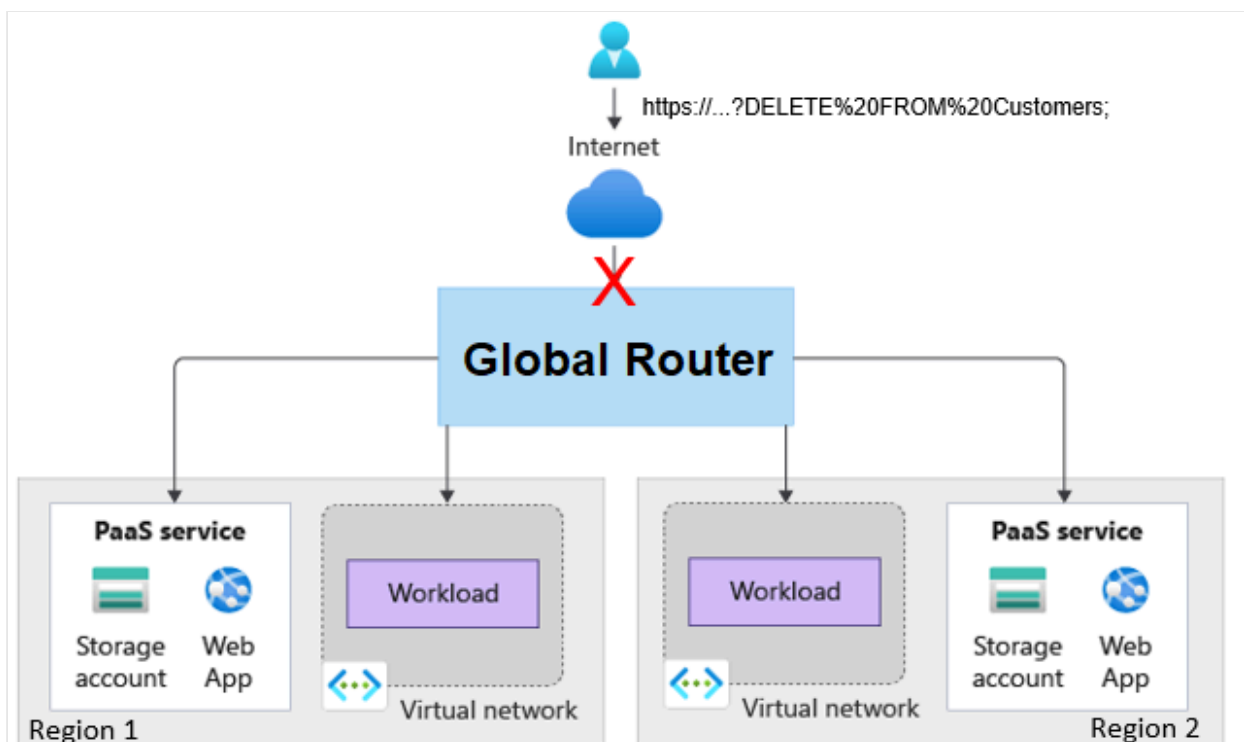 https://...?DELETE%20FROM%20Customers;
Internet
X
Global Router
PaaS service
Storage
account
Web
App
Workload
Virtual network
Region 1
Workload
Virtual network
PaaS service
Storage
account
Web
App
Region 2